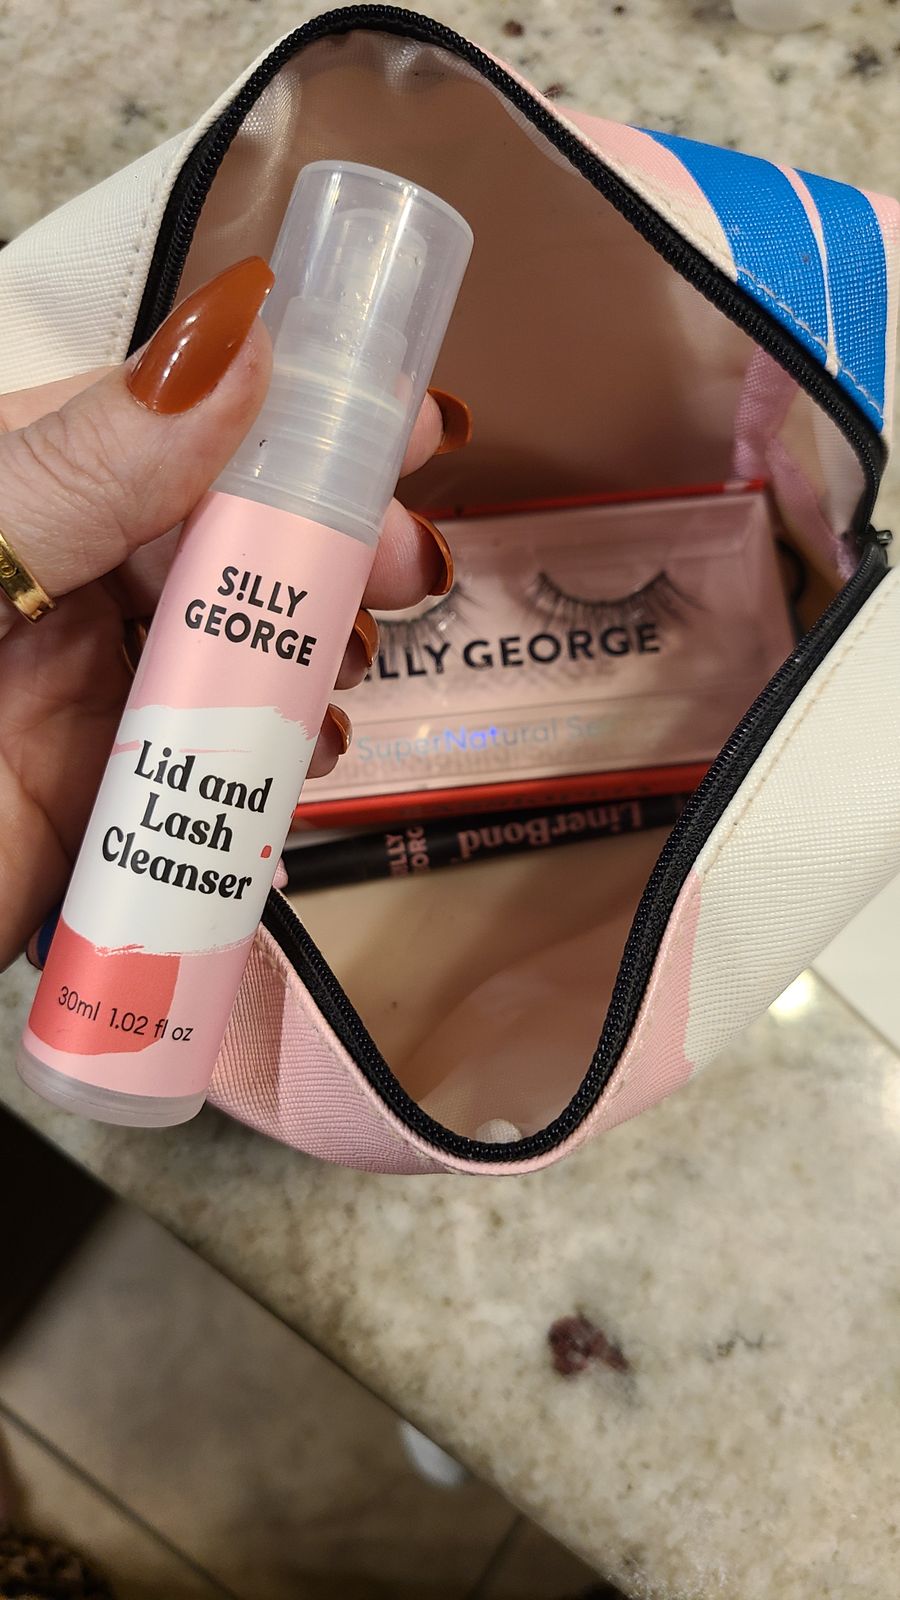 S!LLY
GEORGE
Lid and
Lash
Cleanser
30ml 1.02 fl oz
LLY GEORGE
SuperNatural
LinerBond